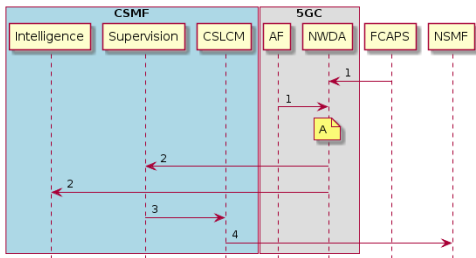 CSMF 5GC
Intelligence Supervision CSLCM AF NWDA FCAPS NSMF
1
1
A
2
2
3
4